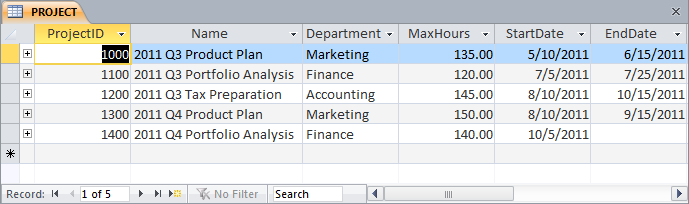 PROJECT
ProjectID Name Department MaxHours StartDate EndDate
1000 2011 Q3 Product Plan Marketing 135.00 5/10/2011 6/15/2011
1100 2011 Q3 Portfolio Analysis Finance 120.00 7/5/2011 7/25/2011
1200 2011 Q3 Tax Preparation Accounting 145.00 8/10/2011 10/15/2011
1300 2011 Q4 Product Plan Marketing 150.00 8/10/2011 9/15/2011
1400 2011 Q4 Portfolio Analysis Finance 140.00 10/5/2011
Record: 1 of 5 No Filter Search